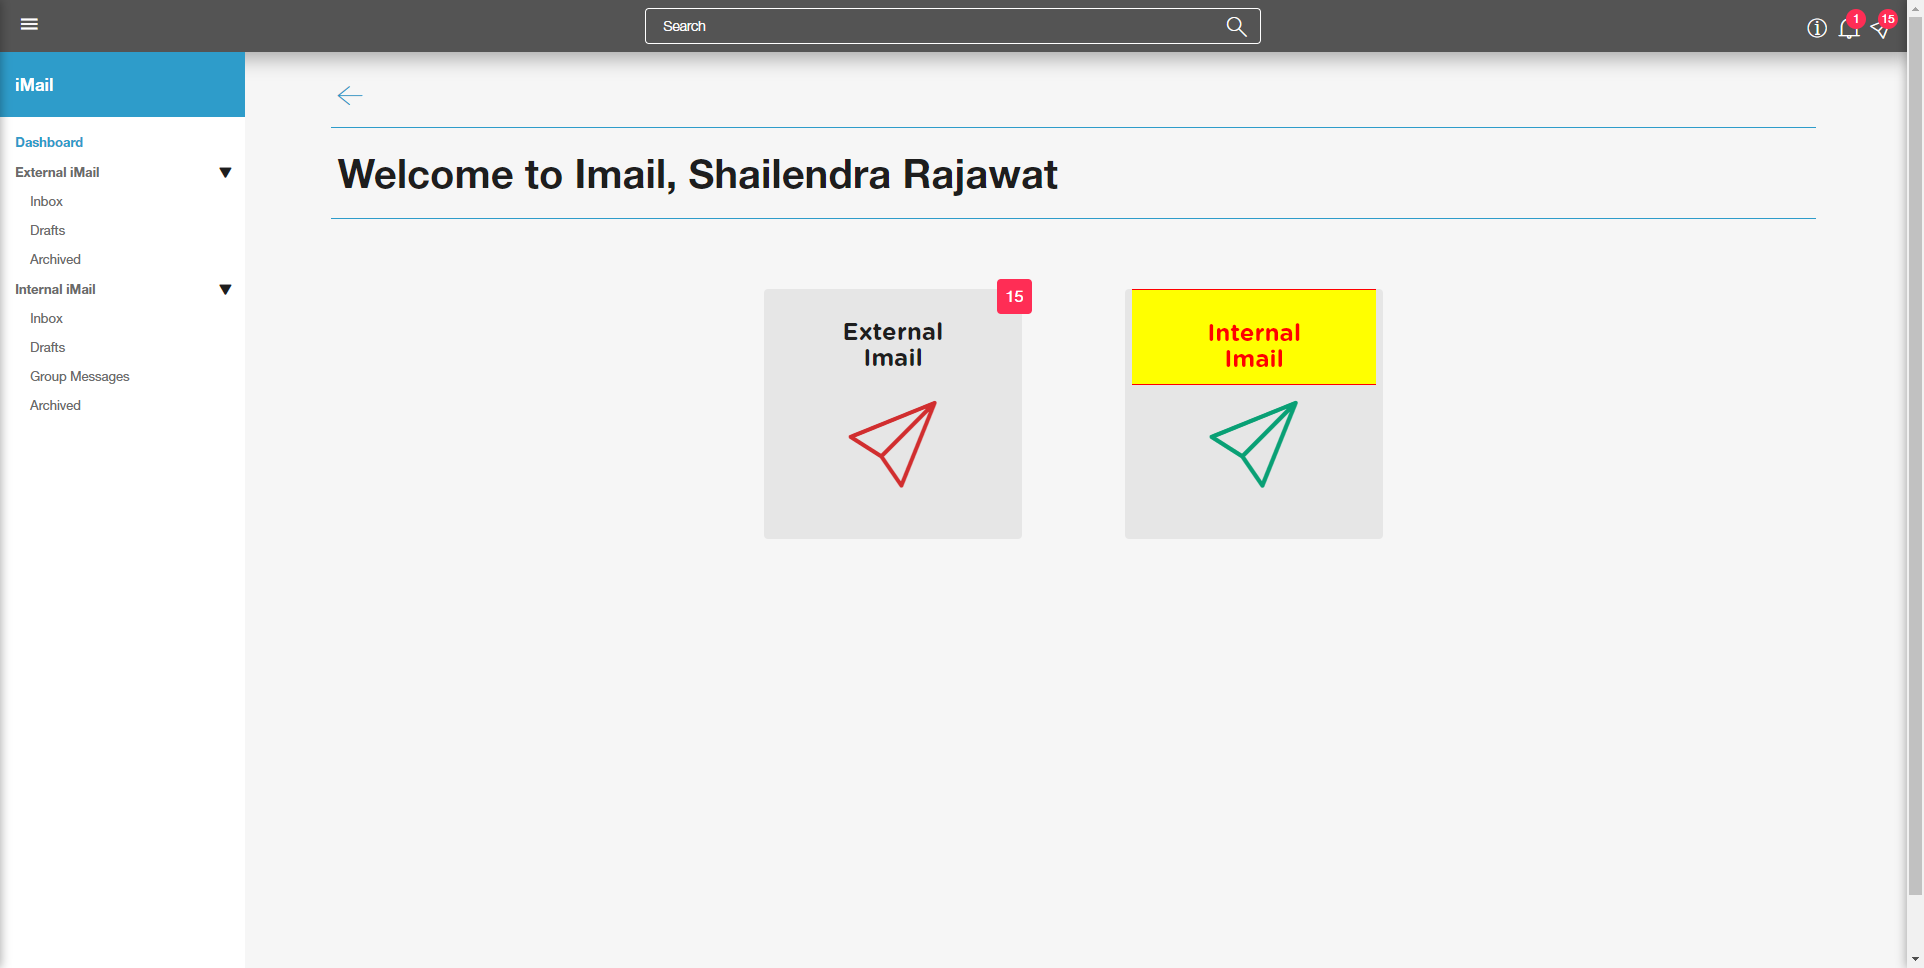 Search
1
15
iMail
Dashboard
External iMail
Inbox
Drafts
Archived
Internal iMail
Inbox
Drafts
Group Messages
Archived
Welcome to Imail, Shailendra Rajawat
15
External
Imail
Internal
Imail